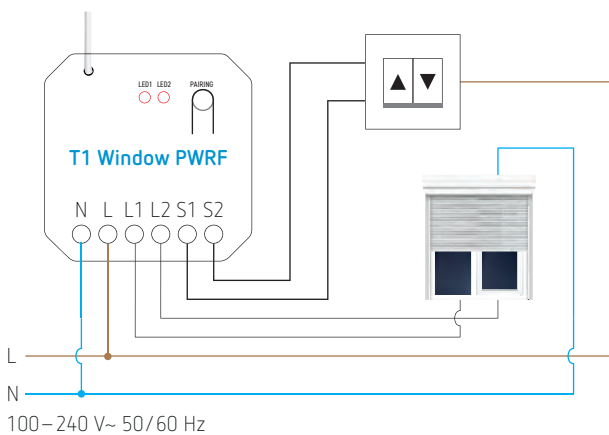 LED1 LED2 PAIRING
T1 Window PWRF
N L L1 L2 S1 S2
L
N
100–240 V~ 50/60 Hz